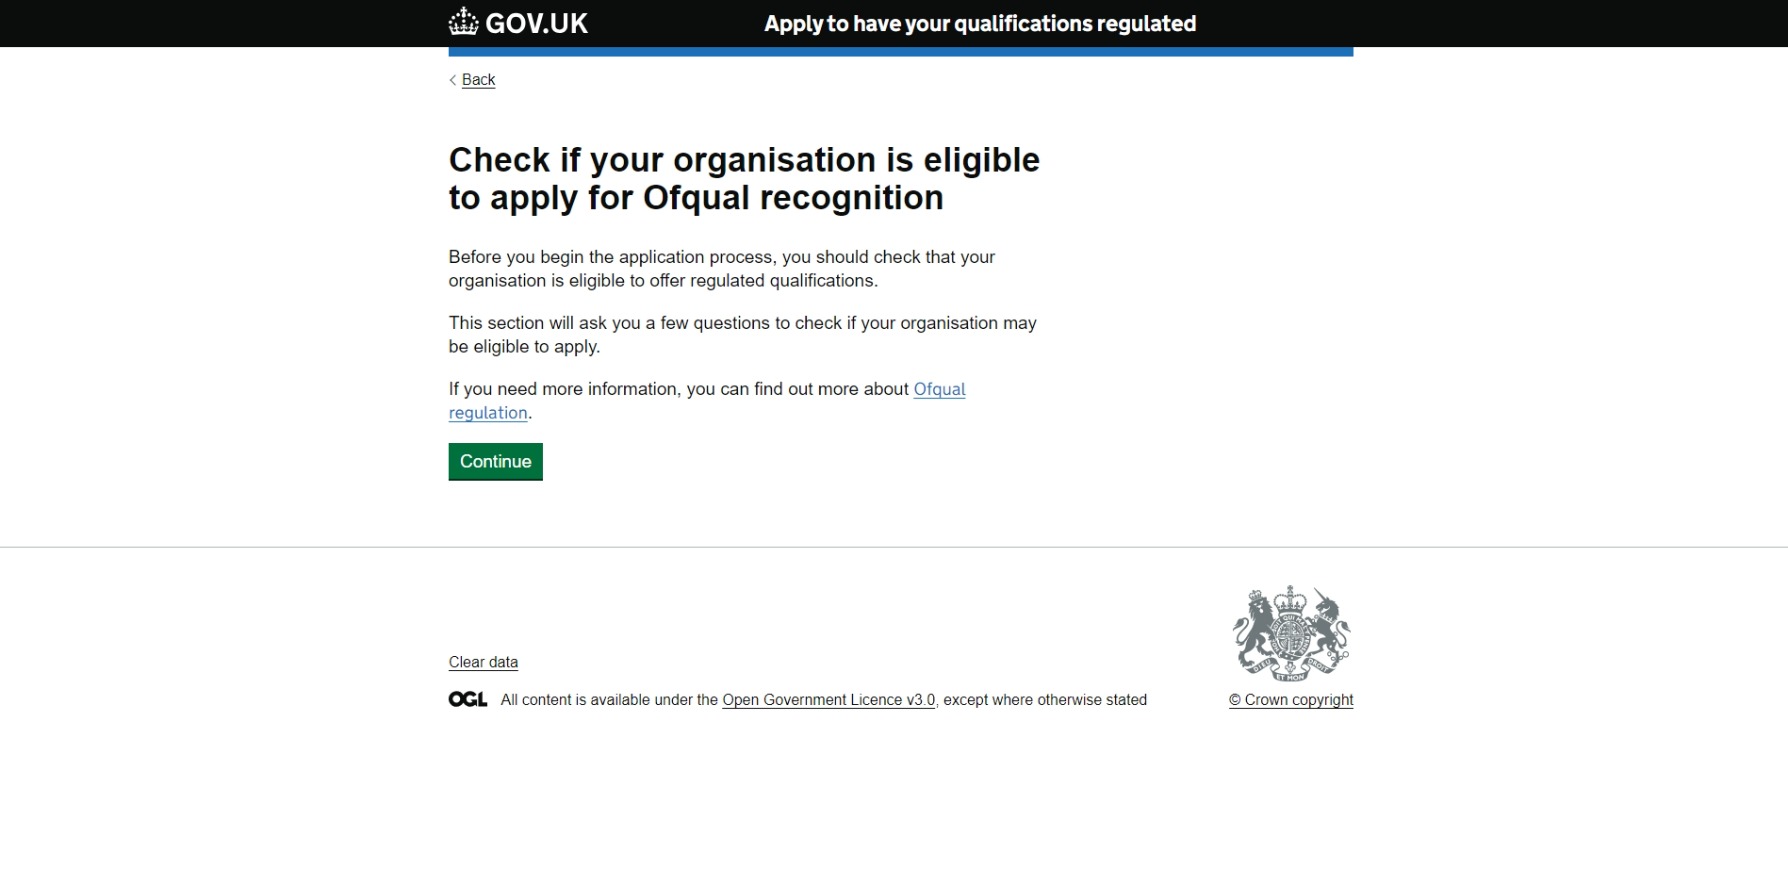 GOV.UK
Apply to have your qualifications regulated
Back
Check if your organisation is eligible
to apply for Ofqual recognition
Before you begin the application process, you should check that your
organisation is eligible to offer regulated qualifications.
This section will ask you a few questions to check if your organisation may
be eligible to apply.
If you need more information, you can find out more about Ofqual
regulation.
Continue
Clear data
OGL All content is available under the Open Government Licence v3.0, except where otherwise stated
© Crown copyright